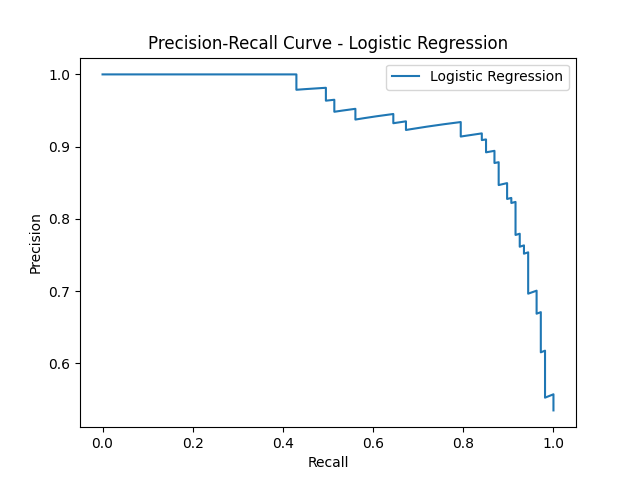 Precision-Recall Curve - Logistic Regression
Logistic Regression
1.0
0.9
0.8
0.7
0.6
Precision
0.0 0.2 0.4 0.6 0.8 1.0
Recall